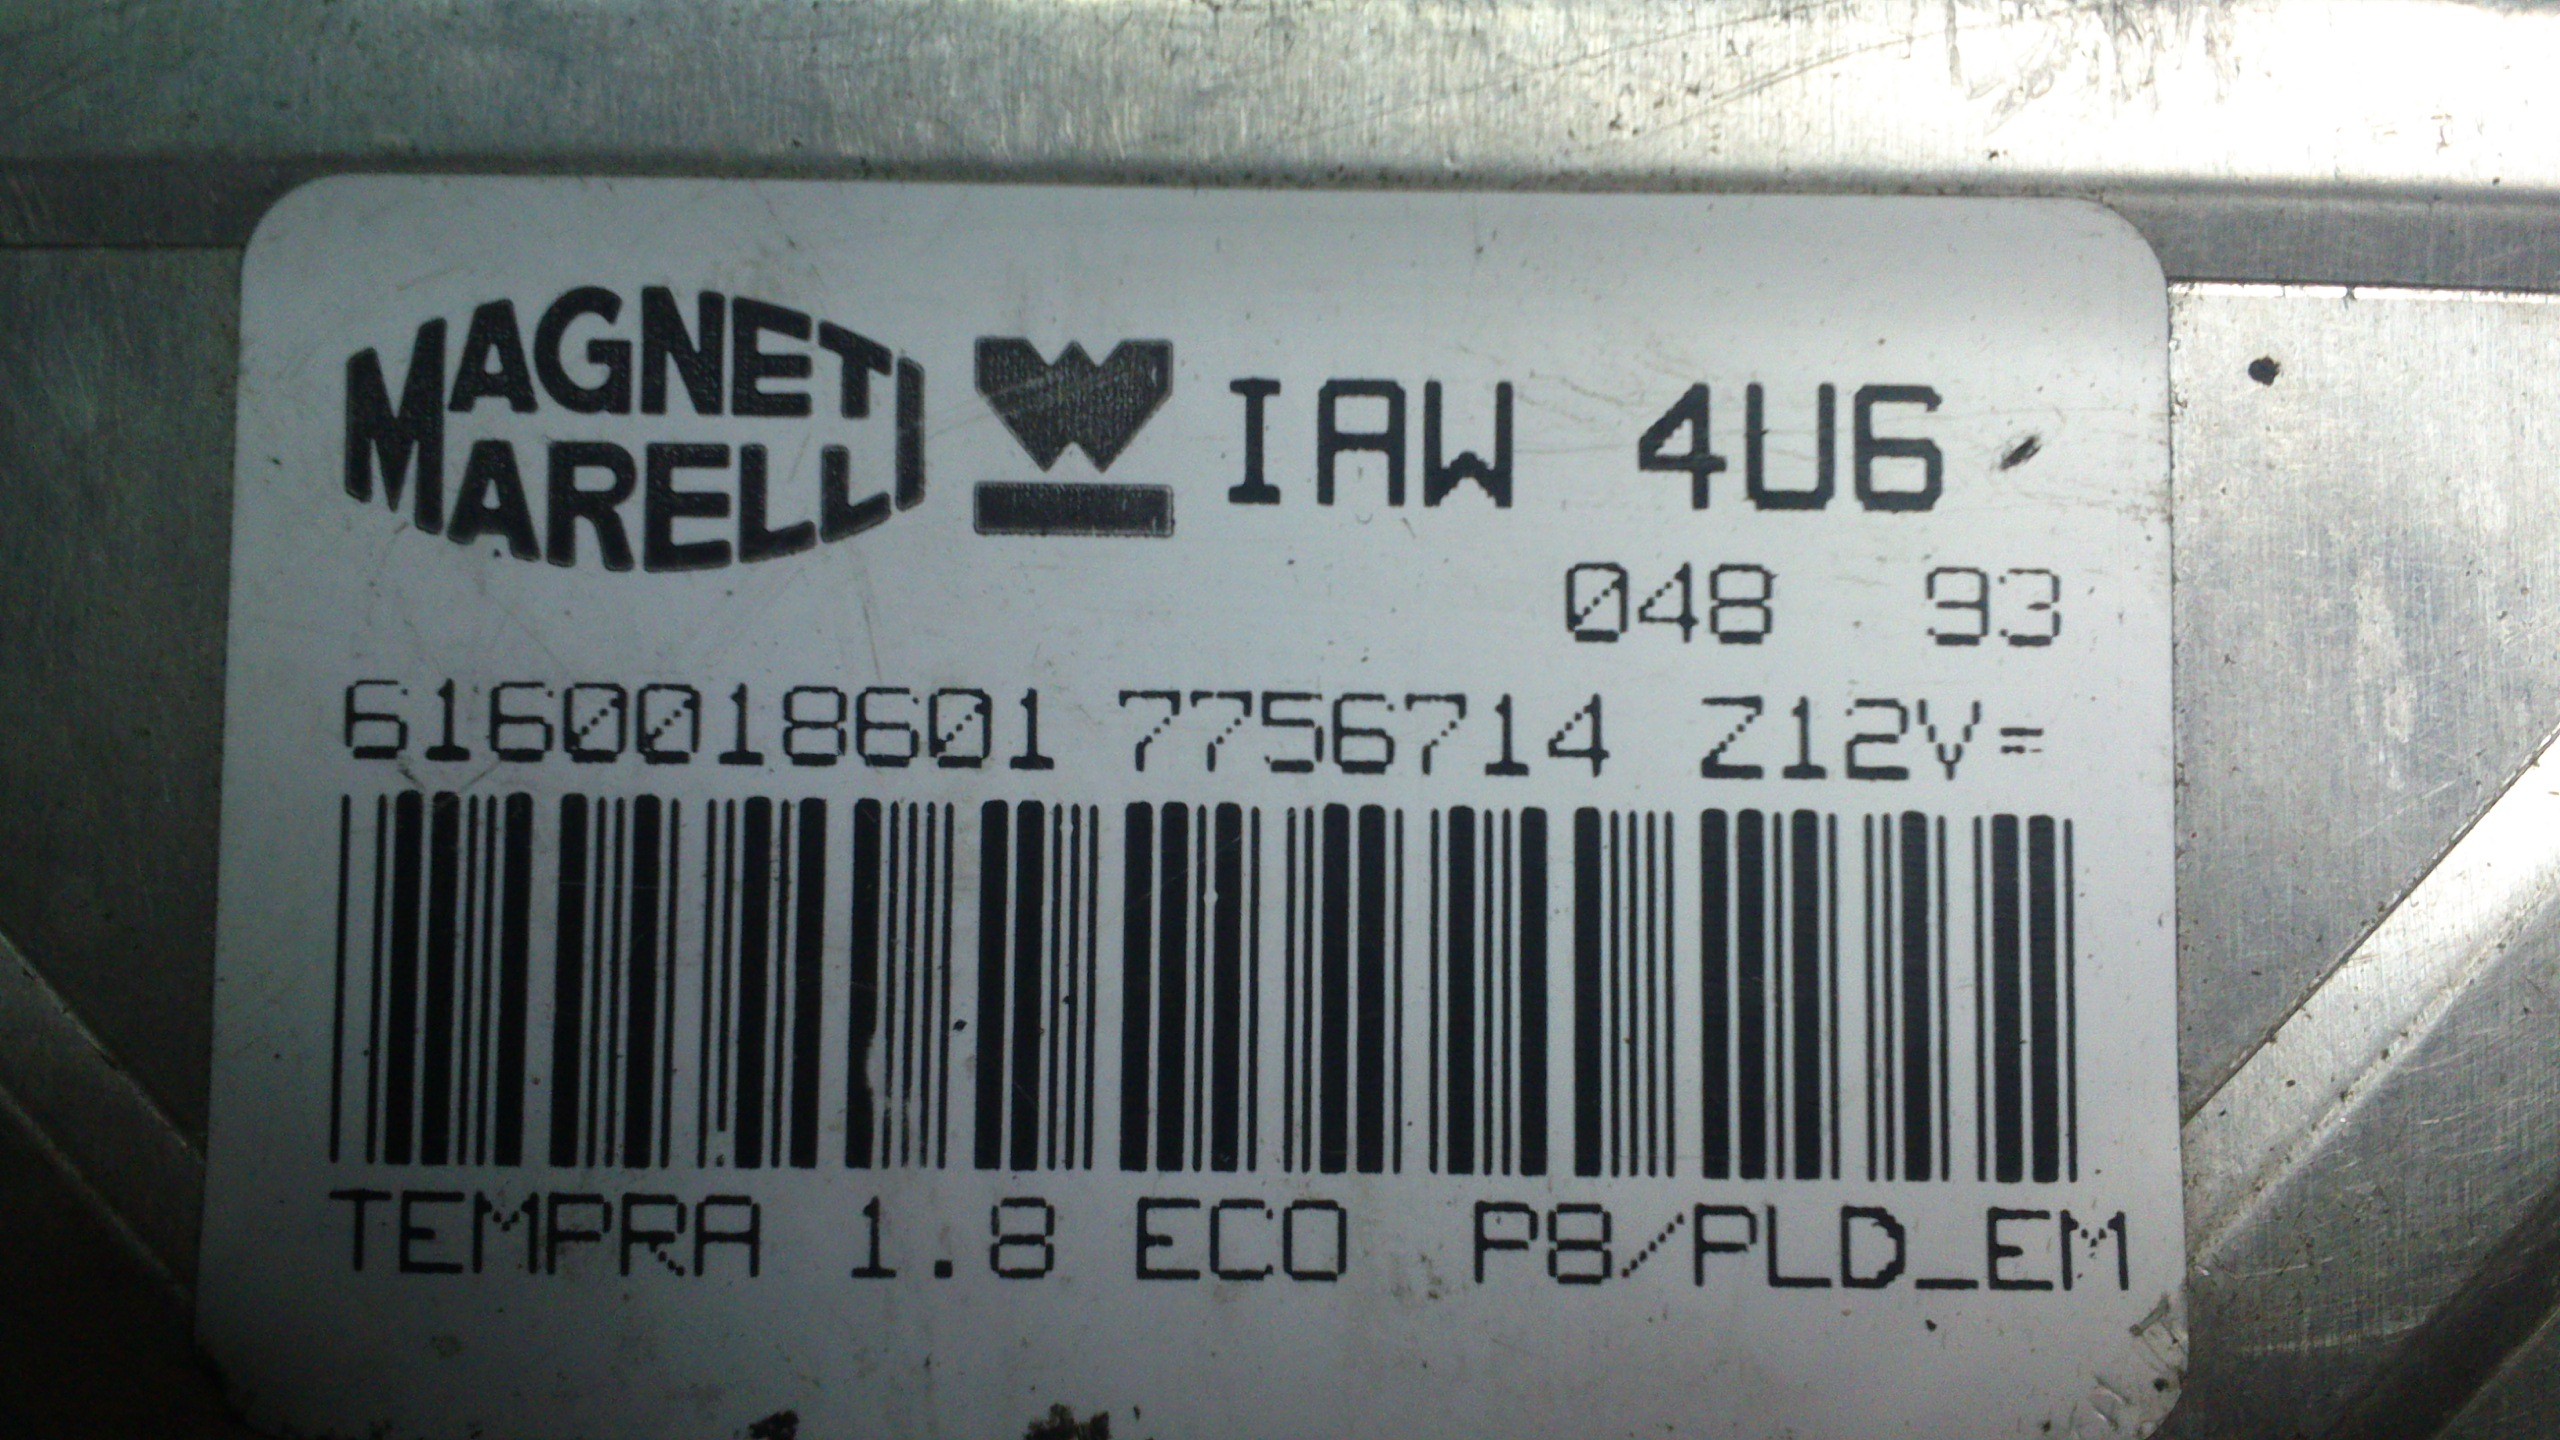 MAGNETI
MARELLI
W IAW 4U6
048 93
6160018601 7756714 Z12V=
TEMPRA 1.8 ECO P8/PLD_EM